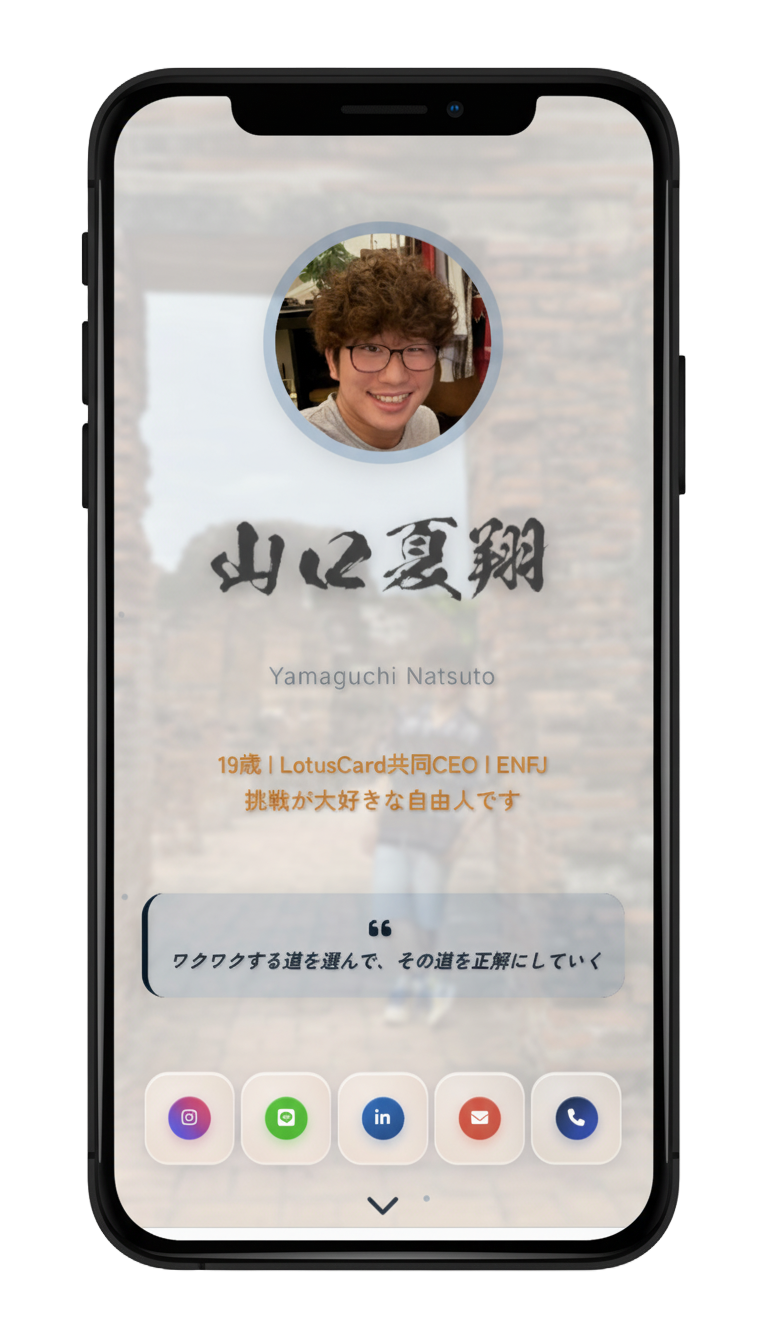 山口夏翔
Yamaguchi Natsuto
19歳 | LotusCard共同CEO | ENFJ
挑戦が大好きな自由人です
❝
ワクワクする道を選んで、その道を正解にしていく
in